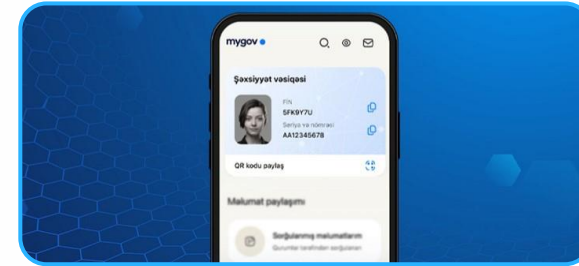 mygov
Şəxsiyyət vəsiqəsi
FİN
5FK9Y7U
Seriya və nömrəsi
AA12345678
QR kodu paylaş
Məlumat paylaşımı
Sorğulanmış məlumatlarım
Qurumlar tərəfindən sorğulanan